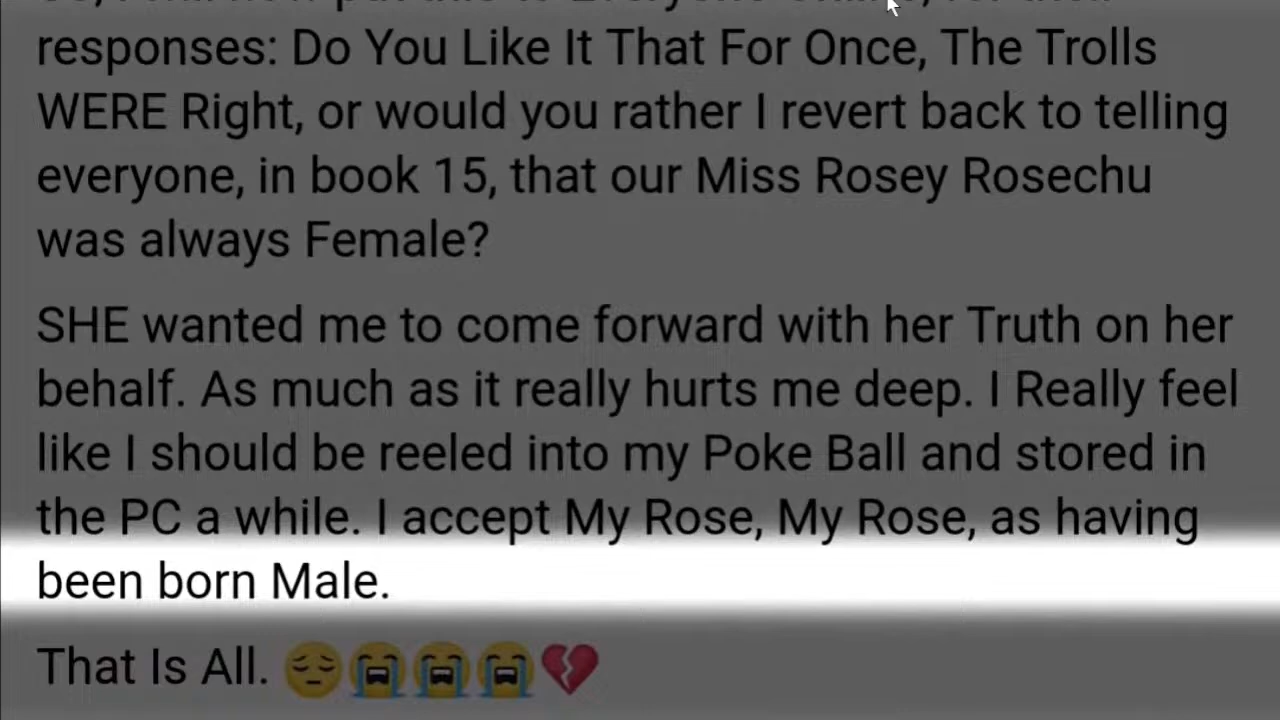 responses: Do You Like It That For Once, The Trolls
WERE Right, or would you rather I revert back to telling
everyone, in book 15, that our Miss Rosey Rosechu
was always Female?
SHE wanted me to come forward with her Truth on her
behalf. As much as it really hurts me deep. I Really feel
like I should be reeled into my Poke Ball and stored in
the PC a while. I accept My Rose, My Rose, as having
been born Male.
That Is All. 😔😭😭😭💔